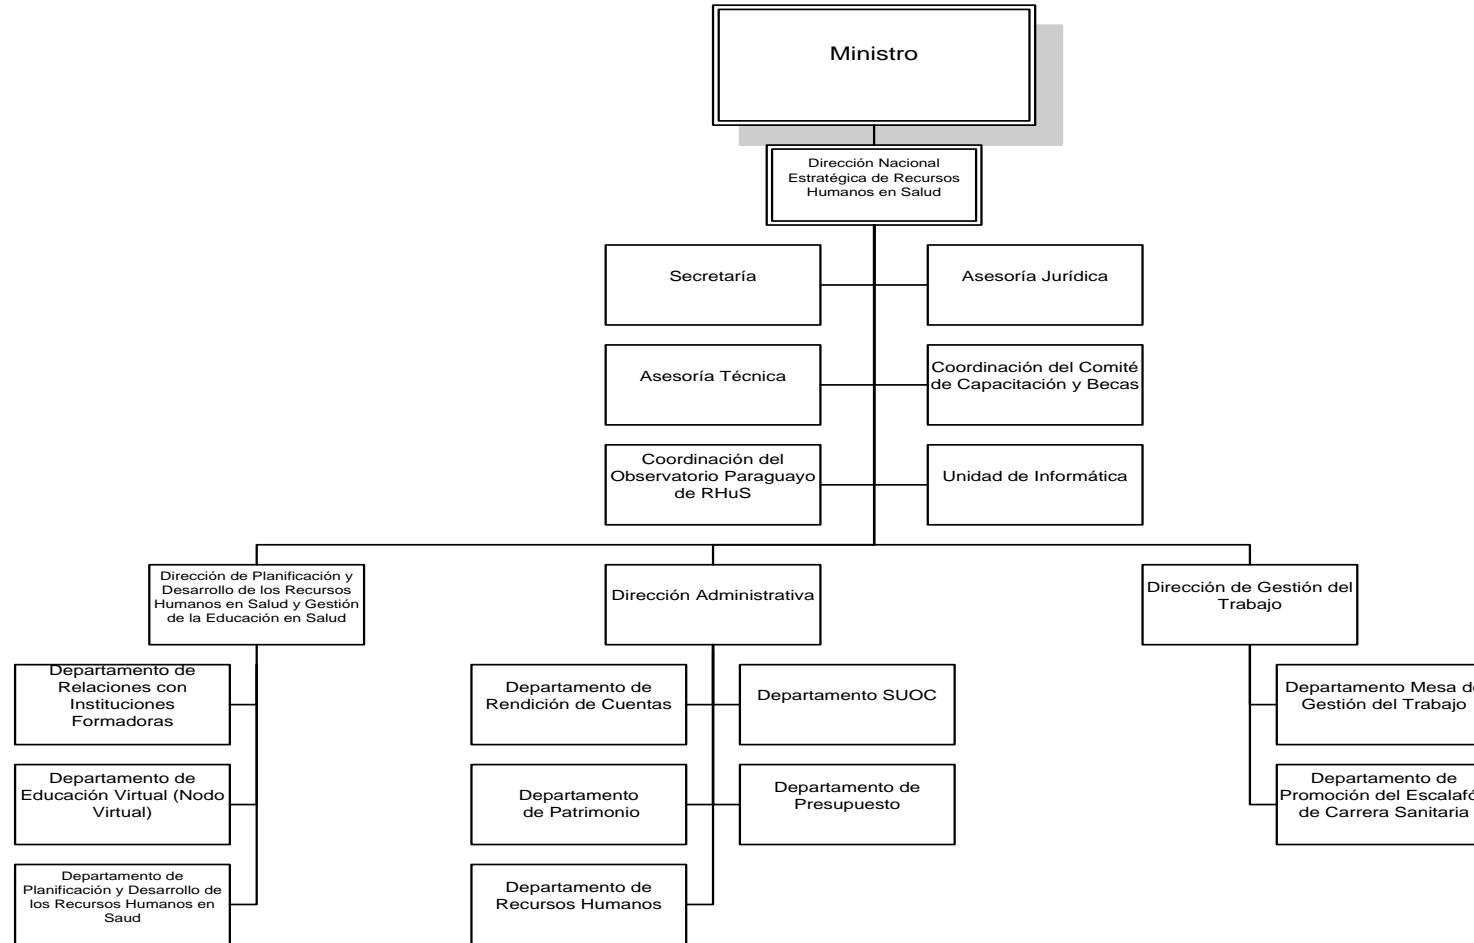 Ministro
Dirección Nacional
Estratégica de Recursos
Humanos en Salud
Secretaría
Asesoría Jurídica
Asesoría Técnica
Coordinación del Comité
de Capacitación y Becas
Coordinación del
Observatorio Paraguayo
de RHuS
Unidad de Informática
Dirección de Planificación y
Desarrollo de los Recursos
Humanos en Salud y Gestión
de la Educación en Salud
Dirección Administrativa
Dirección de Gestión del
Trabajo
Departamento de
Relaciones con
Instituciones
Formadoras
Departamento de
Rendición de Cuentas
Departamento SUOC
Departamento Mesa de
Gestión del Trabajo
Departamento de
Educación Virtual (Nodo
Virtual)
Departamento
de Patrimonio
Departamento de
Presupuesto
Departamento de
Promoción del Escalafó
de Carrera Sanitaria
Departamento de
Planificación y Desarrollo de
los Recursos Humanos en
Saud
Departamento de
Recursos Humanos